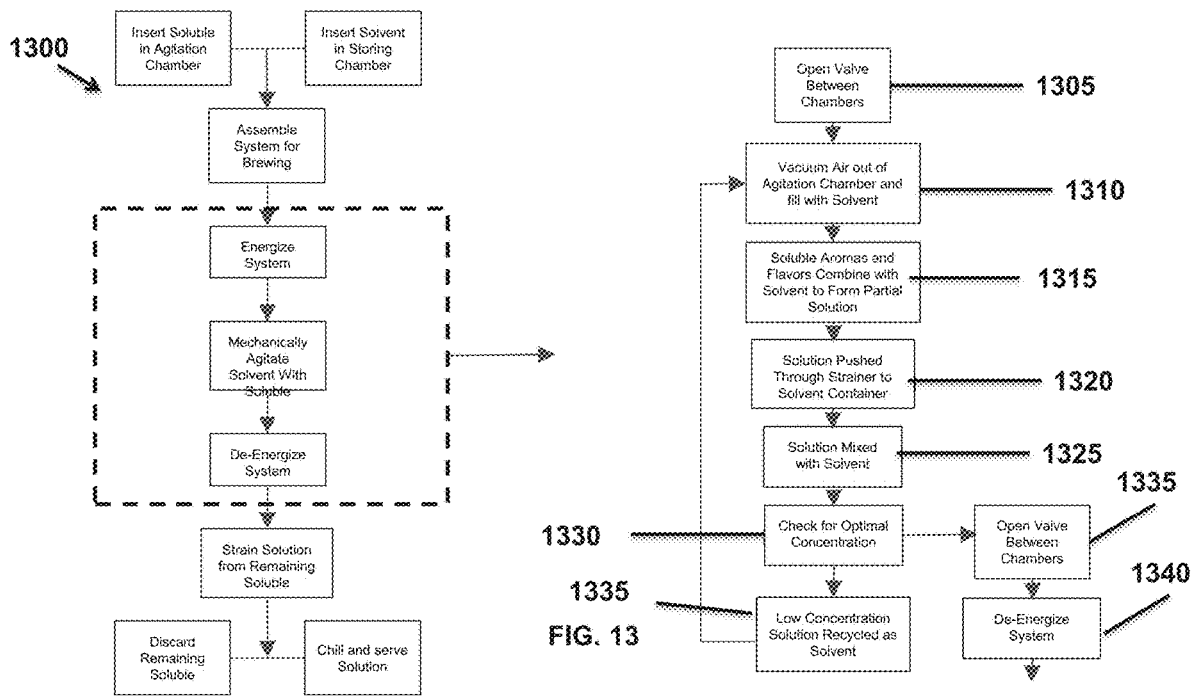 1300
Insert Soluble
in Agitation
Chamber
Insert Solvent
in Storing
Chamber
Assemble
System for
Brewing
Energize
System
Mechanically
Agitate
Solvent With
Soluble
De-Energize
System
Strain Solution
from Remaining
Soluble
Discard
Remaining
Soluble
Chill and serve
Solution
Open Valve
Between
Chambers
1305
Vacuum Air out of
Agitation Chamber and
fill with Solvent
1310
Soluble Aromas and
Flavors Combine with
Solvent to Form Partial
Solution
1315
Solution Pushed
Through Strainer to
Solvent Container
1320
Solution Mixed
with Solvent
1325
1330
Check for Optimal
Concentration
Open Valve
Between
Chambers
1335
1335
Low Concentration
Solution Recycled as
Solvent
De-Energize
System
1340
FIG. 13